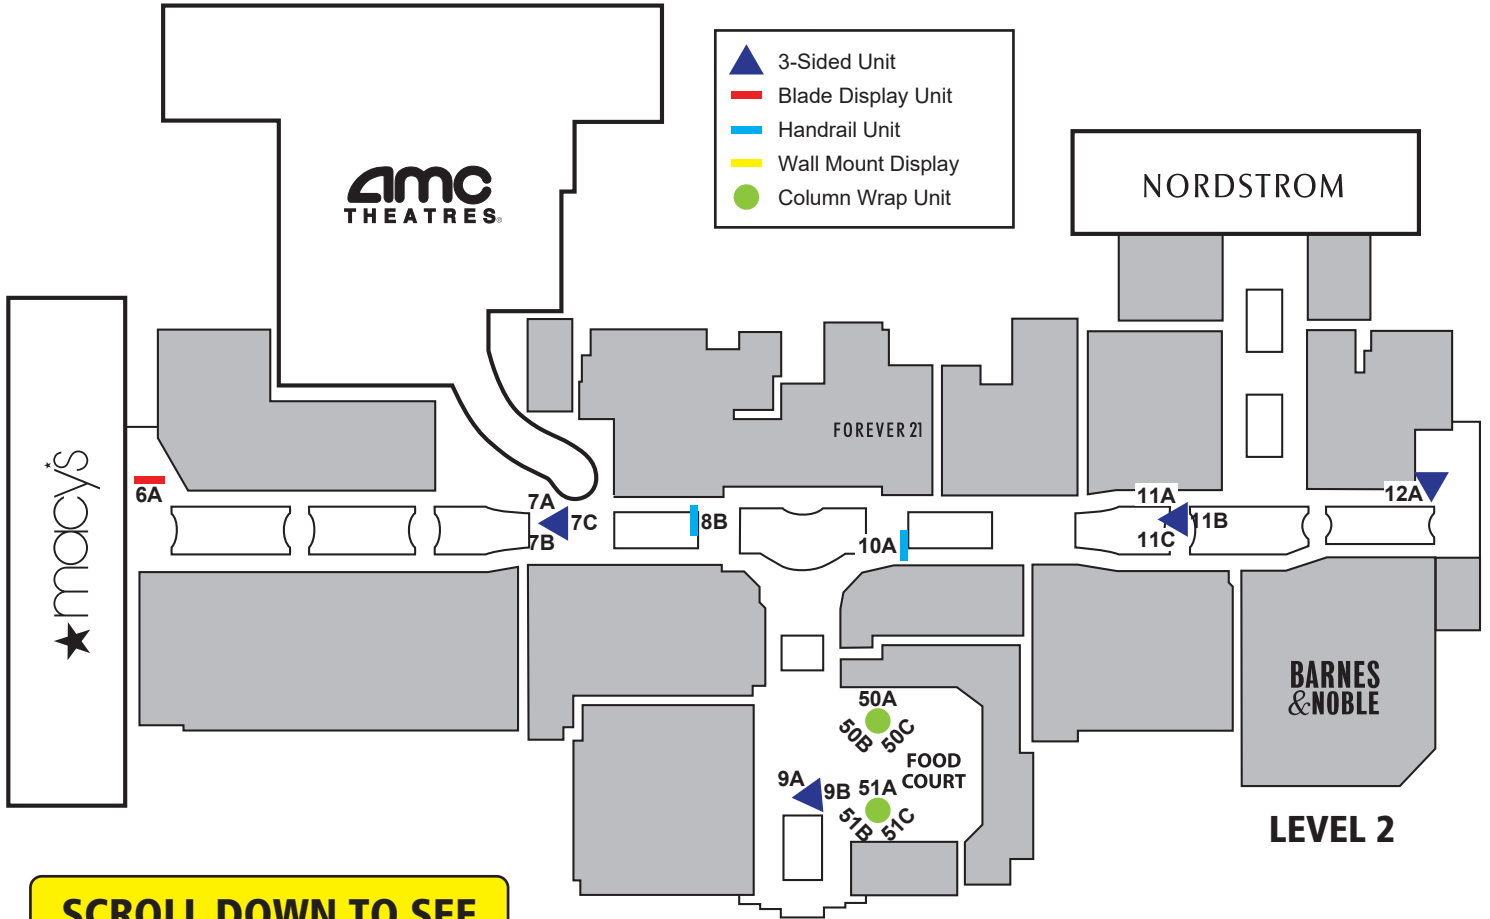 3-Sided Unit
Blade Display Unit
Handrail Unit
Wall Mount Display
Column Wrap Unit
amc
THEATRES®
NORDSTROM
★macy's
FOREVER 21
6A
7A
7C
7B
8B
10A
11A
11B
11C
12A
BARNES
&NOBLE
50A
50B
50C
FOOD
COURT
9A
9B
51A
51B
51C
LEVEL 2
SCROLL DOWN TO SEE